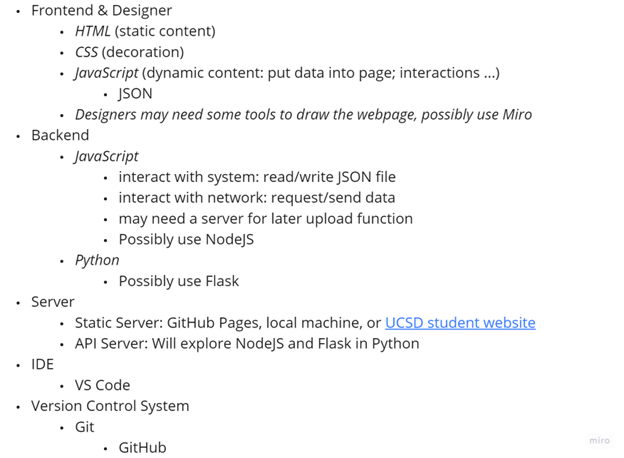 • Frontend & Designer
• HTML (static content)
• CSS (decoration)
• JavaScript (dynamic content: put data into page; interactions ...)
• JSON
• Designers may need some tools to draw the webpage, possibly use Miro
• Backend
• JavaScript
• interact with system: read/write JSON file
• interact with network: request/send data
• may need a server for later upload function
• Possibly use NodeJS
• Python
• Possibly use Flask
• Server
• Static Server: GitHub Pages, local machine, or UCSD student website
• API Server: Will explore NodeJS and Flask in Python
• IDE
• VS Code
• Version Control System
• Git
• GitHub
miro